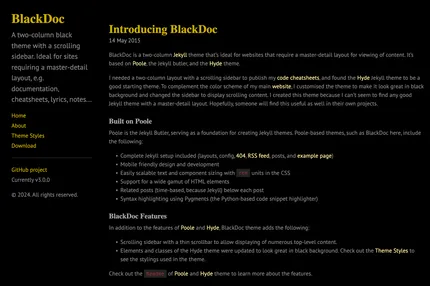 BlackDoc
A two-column black
theme with a scrolling
sidebar. Ideal for sites
requiring a master-detail
layout, e.g.
documentation,
cheatsheets, lyrics, notes...
Home
About
Theme Styles
Download
GitHub project
Currently v3.0.0
© 2024. All rights reserved.
Introducing BlackDoc
14 May 2015
BlackDoc is a two-column Jekyll theme that's ideal for websites that require a master-detail layout for viewing of content. It's
based on Poole, the Jekyll butler, and the Hyde theme.
I needed a two-column layout with a scrolling sidebar to publish my code cheatsheets, and found the Hyde Jekyll theme to be a
good starting theme. To complement the color scheme of my main website, I customised the theme to make it look great in black
background and changed the sidebar to display scrolling content. I created this theme because I can't seem to find any good
Jekyll theme with a master-detail layout. Hopefully, someone will find this useful as well in their own projects.
Built on Poole
Poole is the Jekyll Butler, serving as a foundation for creating Jekyll themes. Poole-based themes, such as BlackDoc here, include
the following:
• Complete Jekyll setup included (layouts, config, 404, RSS feed, posts, and example page)
• Mobile friendly design and development
• Easily scalable text and component sizing with rem units in the CSS
• Support for a wide gamut of HTML elements
• Related posts (time-based, because Jekyll) below each post
• Syntax highlighting using Pygments (the Python-based code snippet highlighter)
BlackDoc Features
In addition to the features of Poole and Hyde, BlackDoc adds the following:
• Scrolling sidebar with a thin scrollbar to allow displaying of numerous top-level content.
• Elements and classes of the Hyde theme were updated to look great in black background. Check out the Theme Styles to
see the stylings used in the theme.
Check out the of Poole and Hyde theme to learn more about the features.